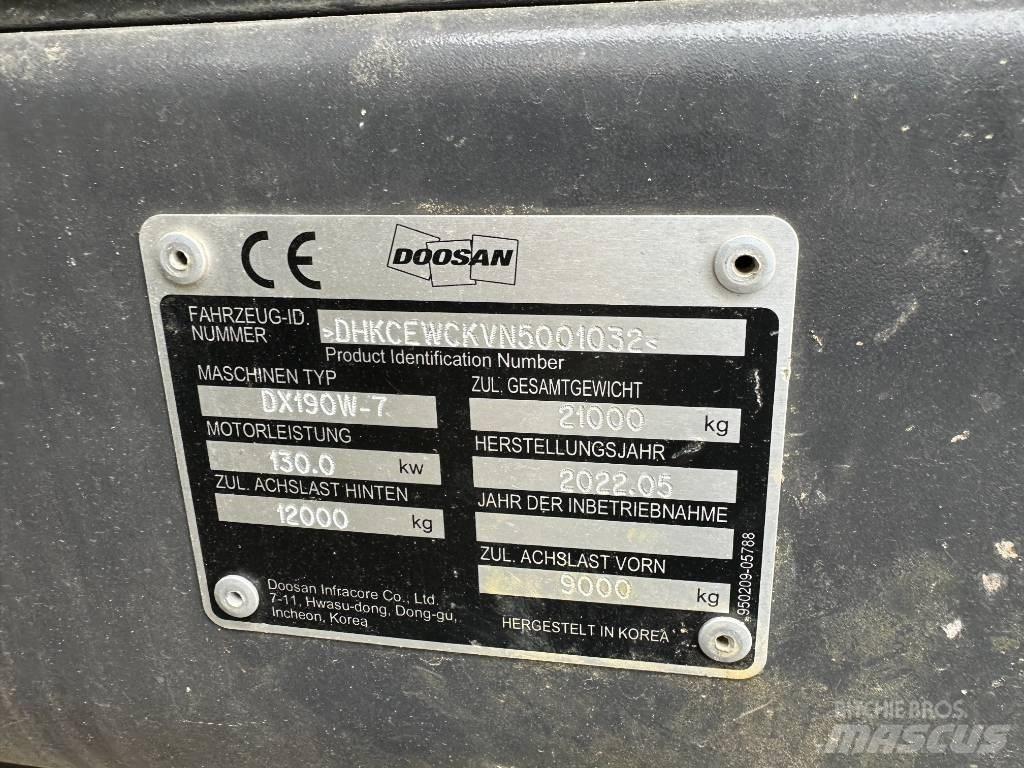 CE DOOSAN
FAHRZEUG-ID.
NUMMER
>DHKCEWCKVN5001032<
Product Identification Number
MASCHINEN TYP
DX190W-7
MOTORLEISTUNG
130.0 kw
ZUL. ACHSLAST HINTEN
12000 kg
ZUL. GESAMTGEWICHT
21000 kg
HERSTELLUNGSJAHR
2022.05
JAHR DER INBETRIEBNAHME
ZUL. ACHSLAST VORN
9000 kg
Doosan Infracore Co., Ltd.
7-11, Hwasu-dong, Dong-gu,
Incheon, Korea
HERGESTELLT IN KOREA
950209-05788
RITCHIE BROS
MASCUS